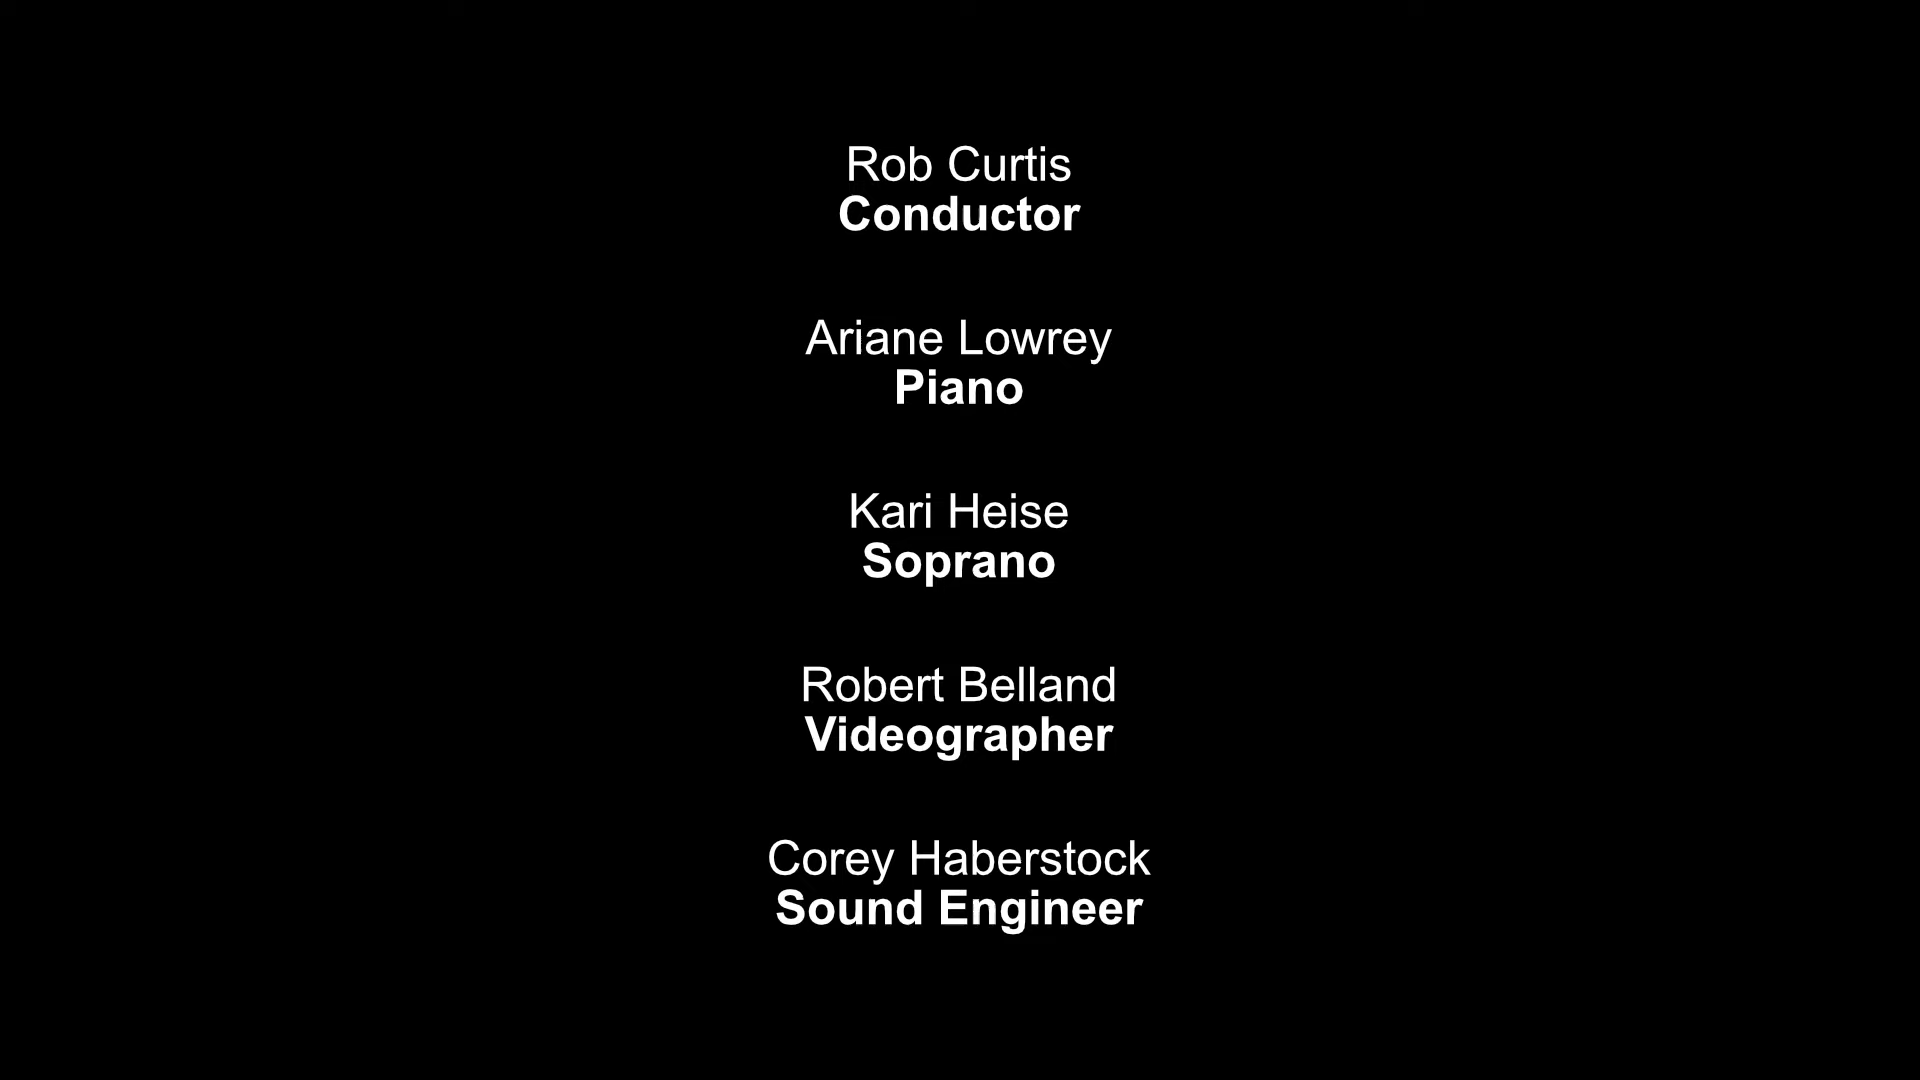 Rob Curtis
Conductor
Ariane Lowrey
Piano
Kari Heise
Soprano
Robert Belland
Videographer
Corey Haberstock
Sound Engineer